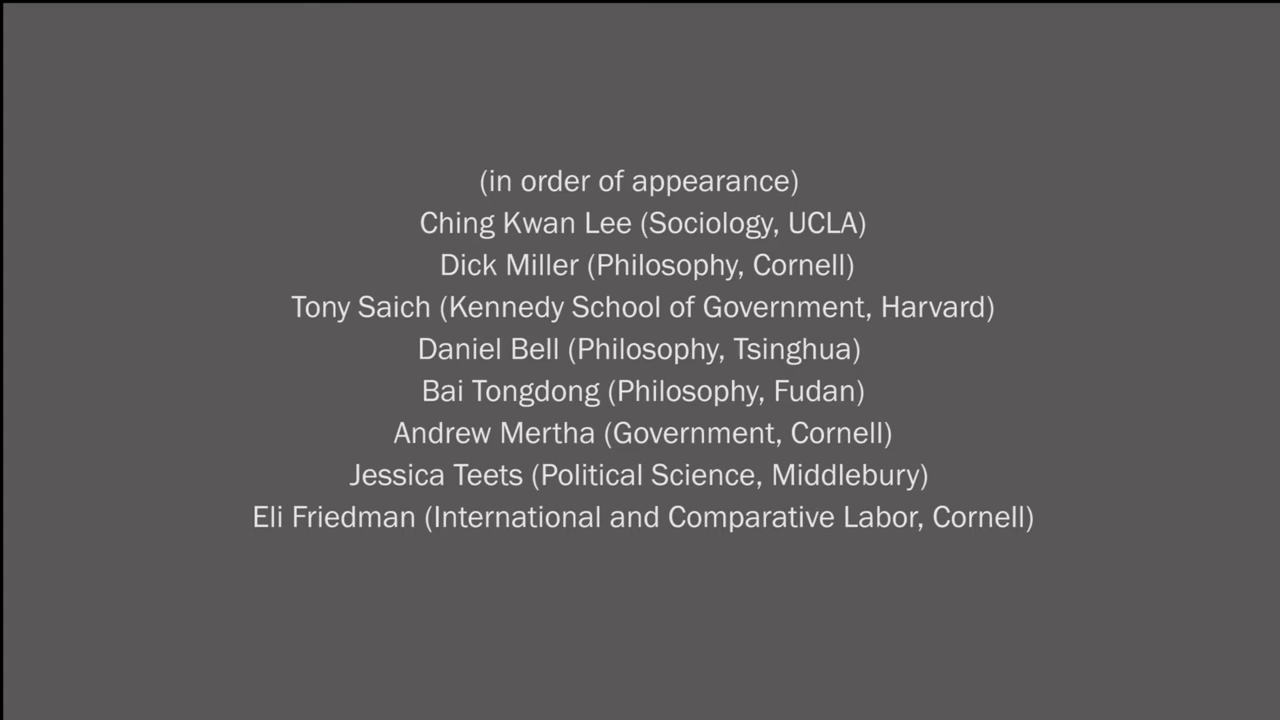 (in order of appearance)
Ching Kwan Lee (Sociology, UCLA)
Dick Miller (Philosophy, Cornell)
Tony Saich (Kennedy School of Government, Harvard)
Daniel Bell (Philosophy, Tsinghua)
Bai Tongdong (Philosophy, Fudan)
Andrew Mertha (Government, Cornell)
Jessica Teets (Political Science, Middlebury)
Eli Friedman (International and Comparative Labor, Cornell)